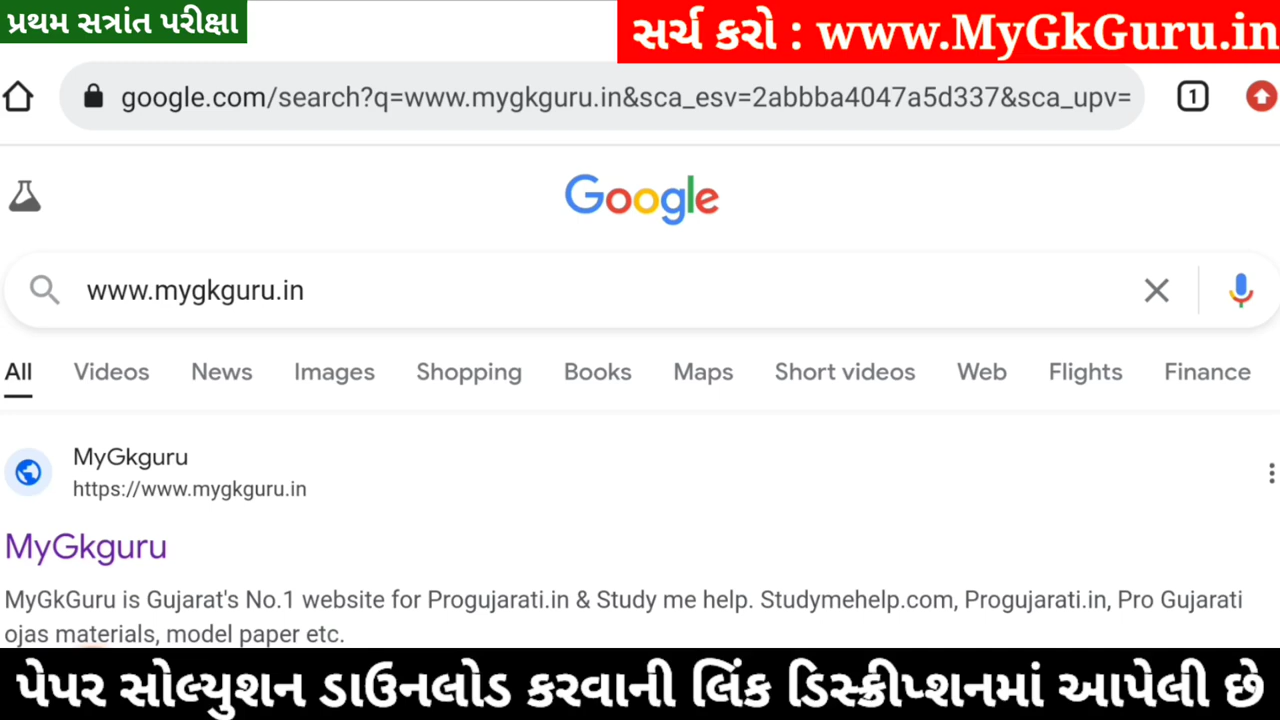 પ્રથમ સત્રાંત પરીક્ષા
સર્ચ કરો : www.MyGkGuru.in
google.com/search?q=www.mygkguru.in&sca_esv=2abbba4047a5d337&sca_upv=
1
Google
www.mygkguru.in
All Videos News Images Shopping Books Maps Short videos Web Flights Finance
MyGkguru
https://www.mygkguru.in
MyGkguru
MyGkGuru is Gujarat's No.1 website for Progujarati.in & Study me help. Studymehelp.com, Progujarati.in, Pro Gujarati
ojas materials, model paper etc.
પેપર સોલ્યુશન ડાઉનલોડ કરવાની લિંક ડિસ્ક્રીપ્શનમાં આપેલી છે